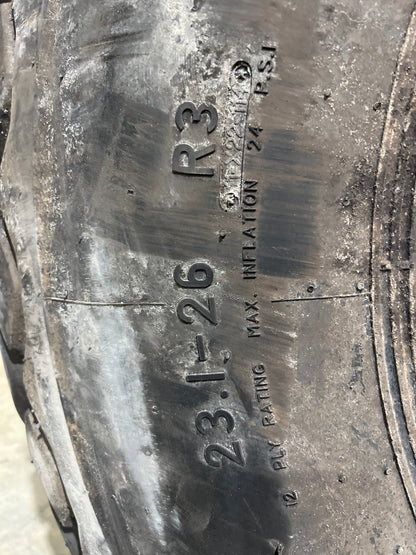 23.1-26 R3
12 PLY RATING MAX. INFLATION 24 P.S.I